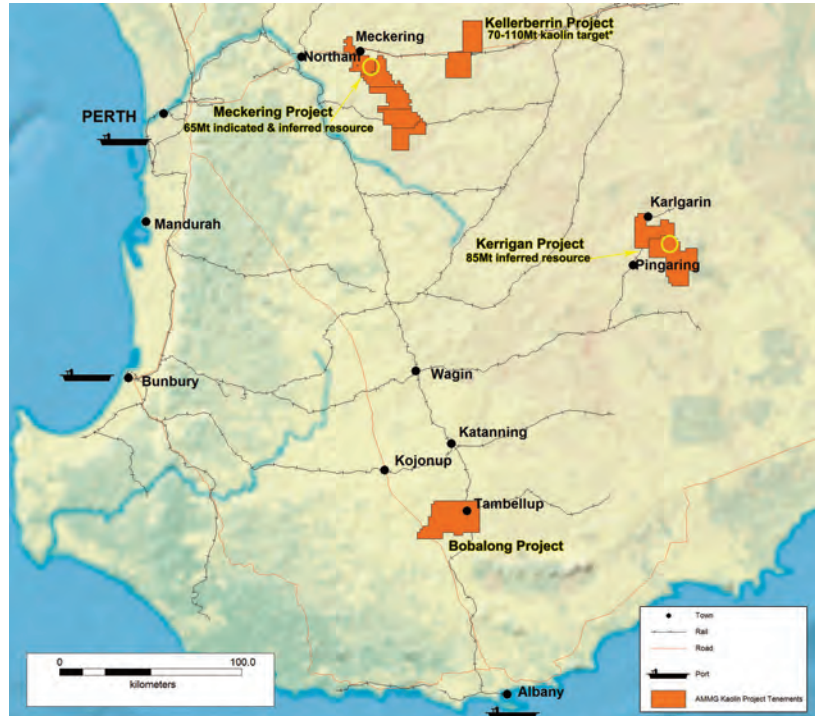 Kellerberrin Project
70-110Mt kaolin target*
Meckering
Northam
PERTH
Meckering Project
65Mt indicated & inferred resource
Karlgarin
Mandurah
Kerrigan Project
85Mt inferred resource
Pingaring
Wagin
Bunbury
Katanning
Kojonup
Tambellup
Bobalong Project
Town
Rail
Road
Port
AMMG Kaolin Project Tenements
0
100.0
kilometers
Albany